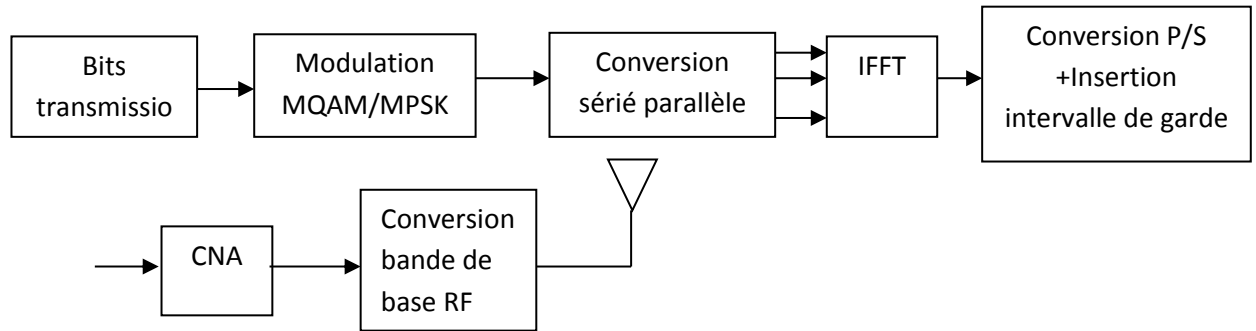 Bits
transmissio
Modulation
MQAM/MPSK
Conversion
sérié parallèle
IFFT
Conversion P/S
+Insertion
intervalle de garde
CNA
Conversion
bande de
base RF